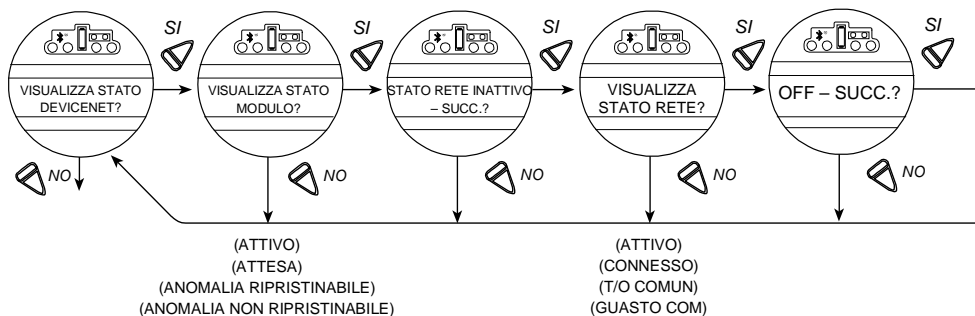 SI
SI
SI
SI
SI
VISUALIZZA STATO
DEVICENET?
VISUALIZZA STATO
MODULO?
STATO RETE INATTIVO
– SUCC.?
VISUALIZZA
STATO RETE?
OFF – SUCC.?
NO
NO
NO
NO
NO
(ATTIVO)
(ATTESA)
(ANOMALIA RIPRISTINABILE)
(ANOMALIA NON RIPRISTINABILE)
(ATTIVO)
(CONNESSO)
(T/O COMUN)
(GUASTO COM)